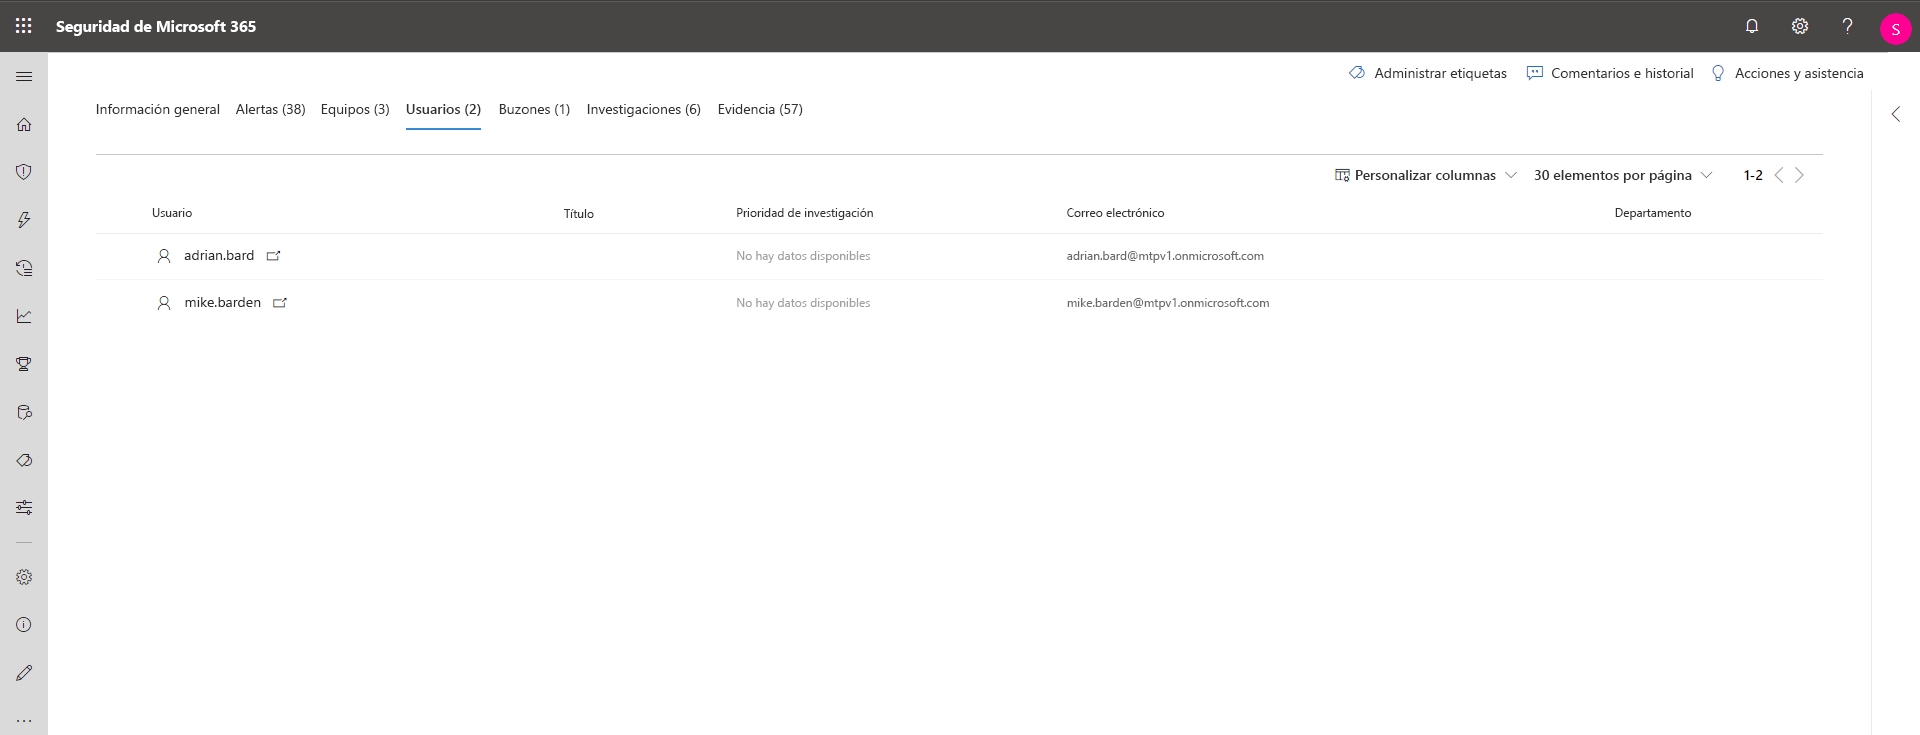 Seguridad de Microsoft 365
S
Administrar etiquetas Comentarios e historial Acciones y asistencia
Información general Alertas (38) Equipos (3) Usuarios (2) Buzones (1) Investigaciones (6) Evidencia (57)
Personalizar columnas 30 elementos por página 1-2
Usuario Título Prioridad de investigación Correo electrónico Departamento
adrian.bard No hay datos disponibles adrian.bard@mtpv1.onmicrosoft.com
mike.barden No hay datos disponibles mike.barden@mtpv1.onmicrosoft.com